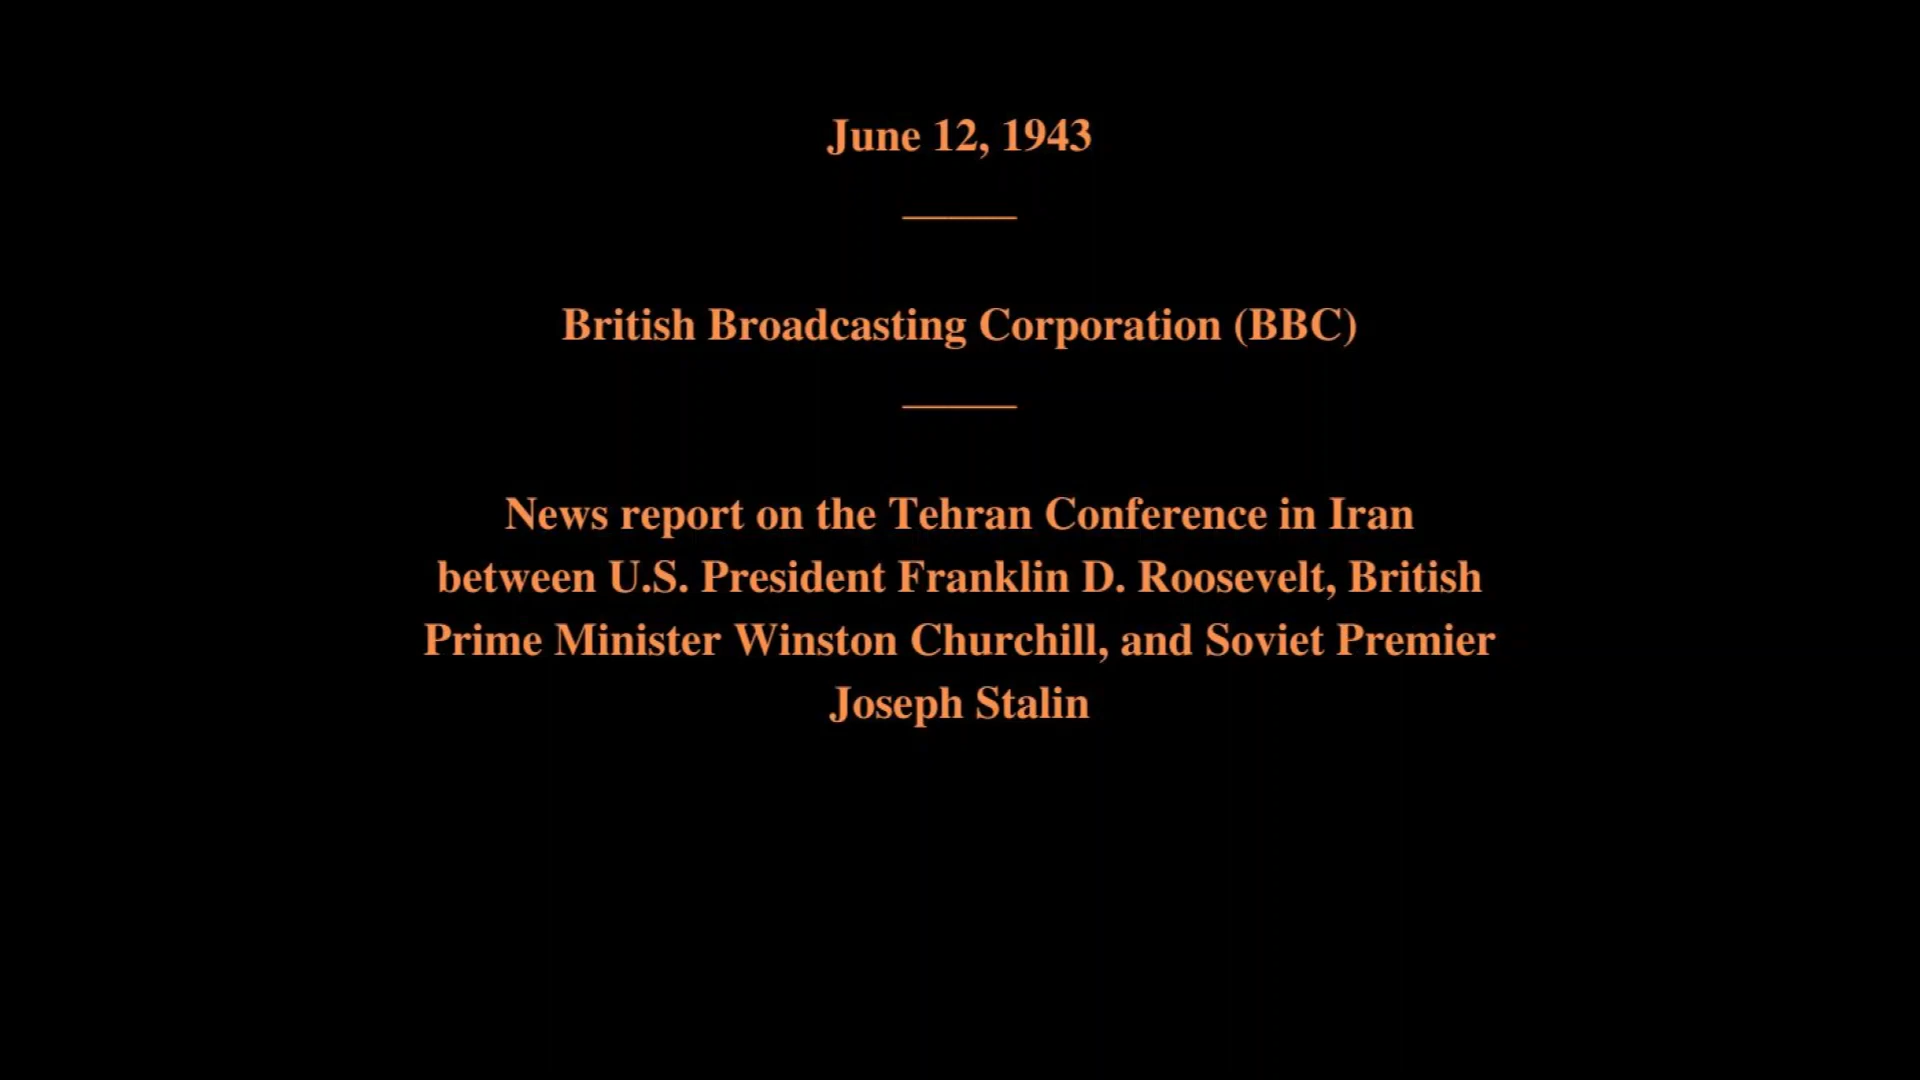 June 12, 1943
British Broadcasting Corporation (BBC)
News report on the Tehran Conference in Iran
between U.S. President Franklin D. Roosevelt, British
Prime Minister Winston Churchill, and Soviet Premier
Joseph Stalin